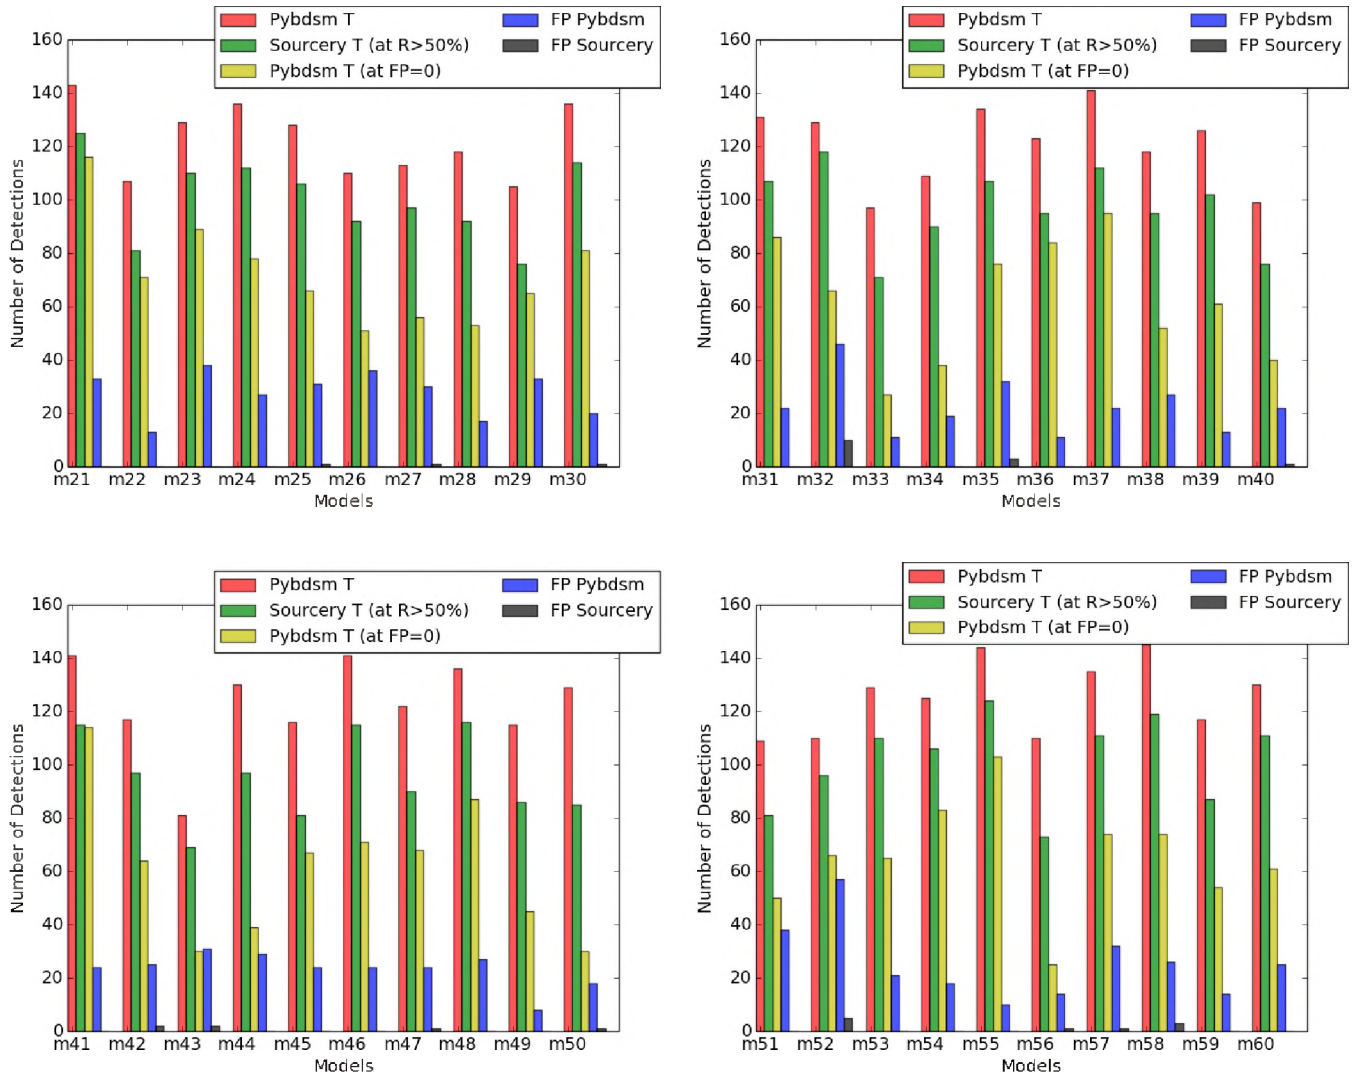 Pybdsm T
Sourcery T (at R>50%)
Pybdsm T (at FP=0)
FP Pybdsm
FP Sourcery
160
140
120
100
80
60
40
20
0
Number of Detections
m21 m22 m23 m24 m25 m26 m27 m28 m29 m30
Models
Pybdsm T
Sourcery T (at R>50%)
Pybdsm T (at FP=0)
FP Pybdsm
FP Sourcery
160
140
120
100
80
60
40
20
0
Number of Detections
m31 m32 m33 m34 m35 m36 m37 m38 m39 m40
Models
Pybdsm T
Sourcery T (at R>50%)
Pybdsm T (at FP=0)
FP Pybdsm
FP Sourcery
160
140
120
100
80
60
40
20
0
Number of Detections
m41 m42 m43 m44 m45 m46 m47 m48 m49 m50
Models
Pybdsm T
Sourcery T (at R>50%)
Pybdsm T (at FP=0)
FP Pybdsm
FP Sourcery
160
140
120
100
80
60
40
20
0
Number of Detections
m51 m52 m53 m54 m55 m56 m57 m58 m59 m60
Models